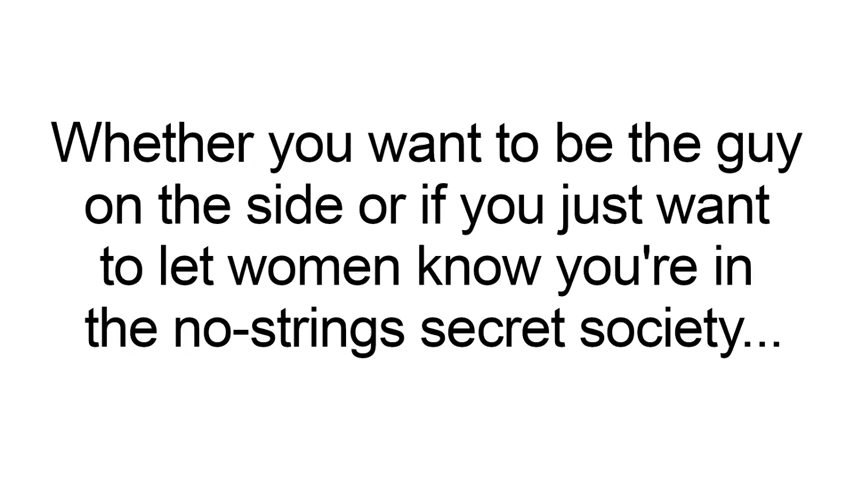 Whether you want to be the guy
on the side or if you just want
to let women know you're in
the no-strings secret society...